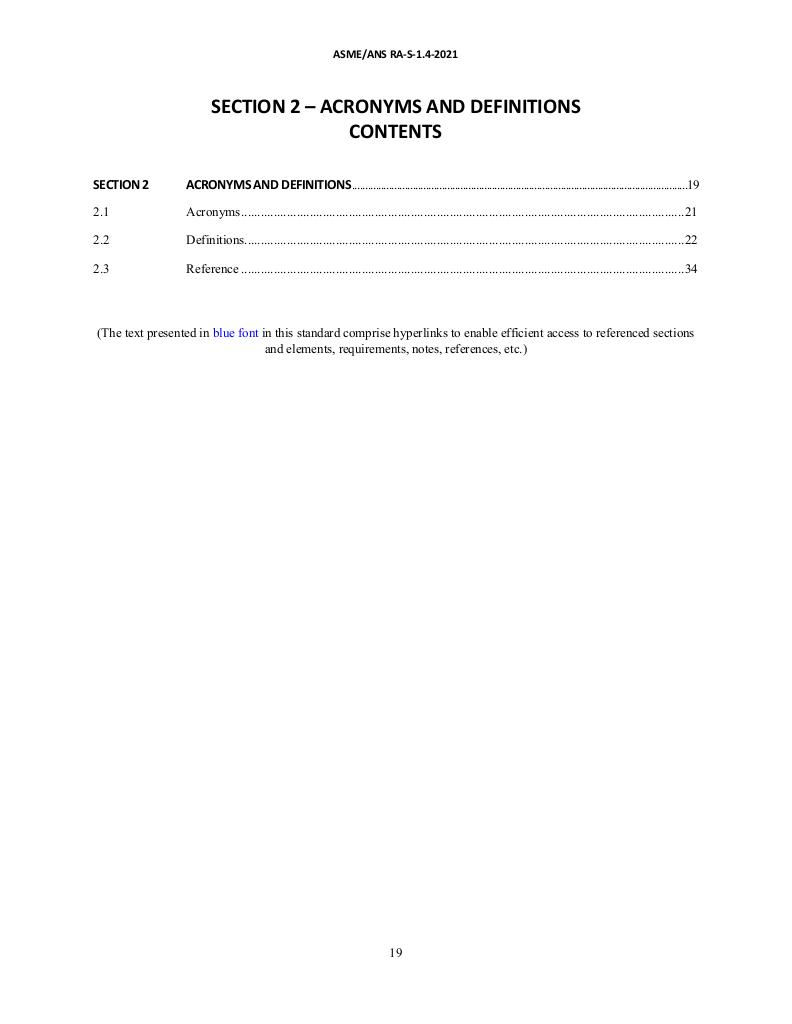 ASME/ANS RA-S-1.4-2021
SECTION 2 – ACRONYMS AND DEFINITIONS
CONTENTS
SECTION 2 ACRONYMS AND DEFINITIONS........................................................................................................................19
2.1 Acronyms.......................................................................................................................................21
2.2 Definitions......................................................................................................................................22
2.3 Reference .......................................................................................................................................34
(The text presented in blue font in this standard comprise hyperlinks to enable efficient access to referenced sections
and elements, requirements, notes, references, etc.)
19